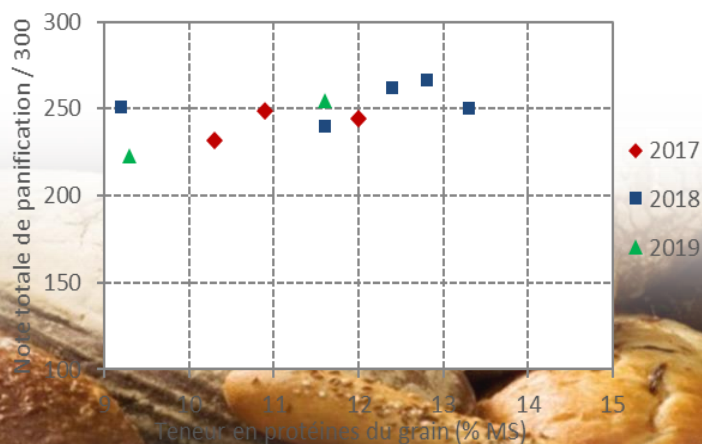 Note totale de panification / 300
300
250
200
150
100
9 10 11 12 13 14 15
Teneur en protéines du grain (% MS)
2017
2018
2019